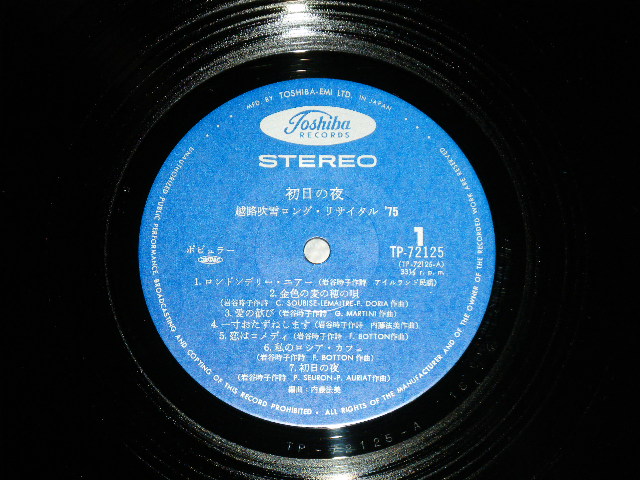 MFD. BY TOSHIBA-EMI LTD. IN JAPAN
Toshiba
RECORDS
STEREO
初日の夜
越路吹雪ロング・リサイタル '75
ポピュラー
1
TP-72125
(TP-72125-A)
33⅓ r. p. m.
1. ロンドンデリー・エアー (岩谷時子作詩 アイルランド民謡)
2. 金色の麦の穂の唄
(岩谷時子作詩 C. SOURISE-LEMAITRE-F. DORIA 作曲)
3. 愛の歓び (岩谷時子作詩 G. MARTINI 作曲)
4. 一寸おたずねします (岩谷時子作詩 内藤法美作曲)
5. 恋はコメディ (岩谷時子作詩 F. BOTTON 作曲)
6. 私のロシア・カフェ
(岩谷時子作詩 F. BOTTON 作曲)
7. 初日の夜
(岩谷時子作詩 P. SEURON-P. AURIAT 作曲)
編曲：内藤法美
UNAUTHORIZED PUBLIC PERFORMANCE, BROADCASTING AND COPYING OF THIS RECORD PROHIBITED · ALL RIGHTS OF THE MANUFACTURER AND OF THE OWNER OF THE RECORDED WORK ARE RESERVED
TP-72125-A